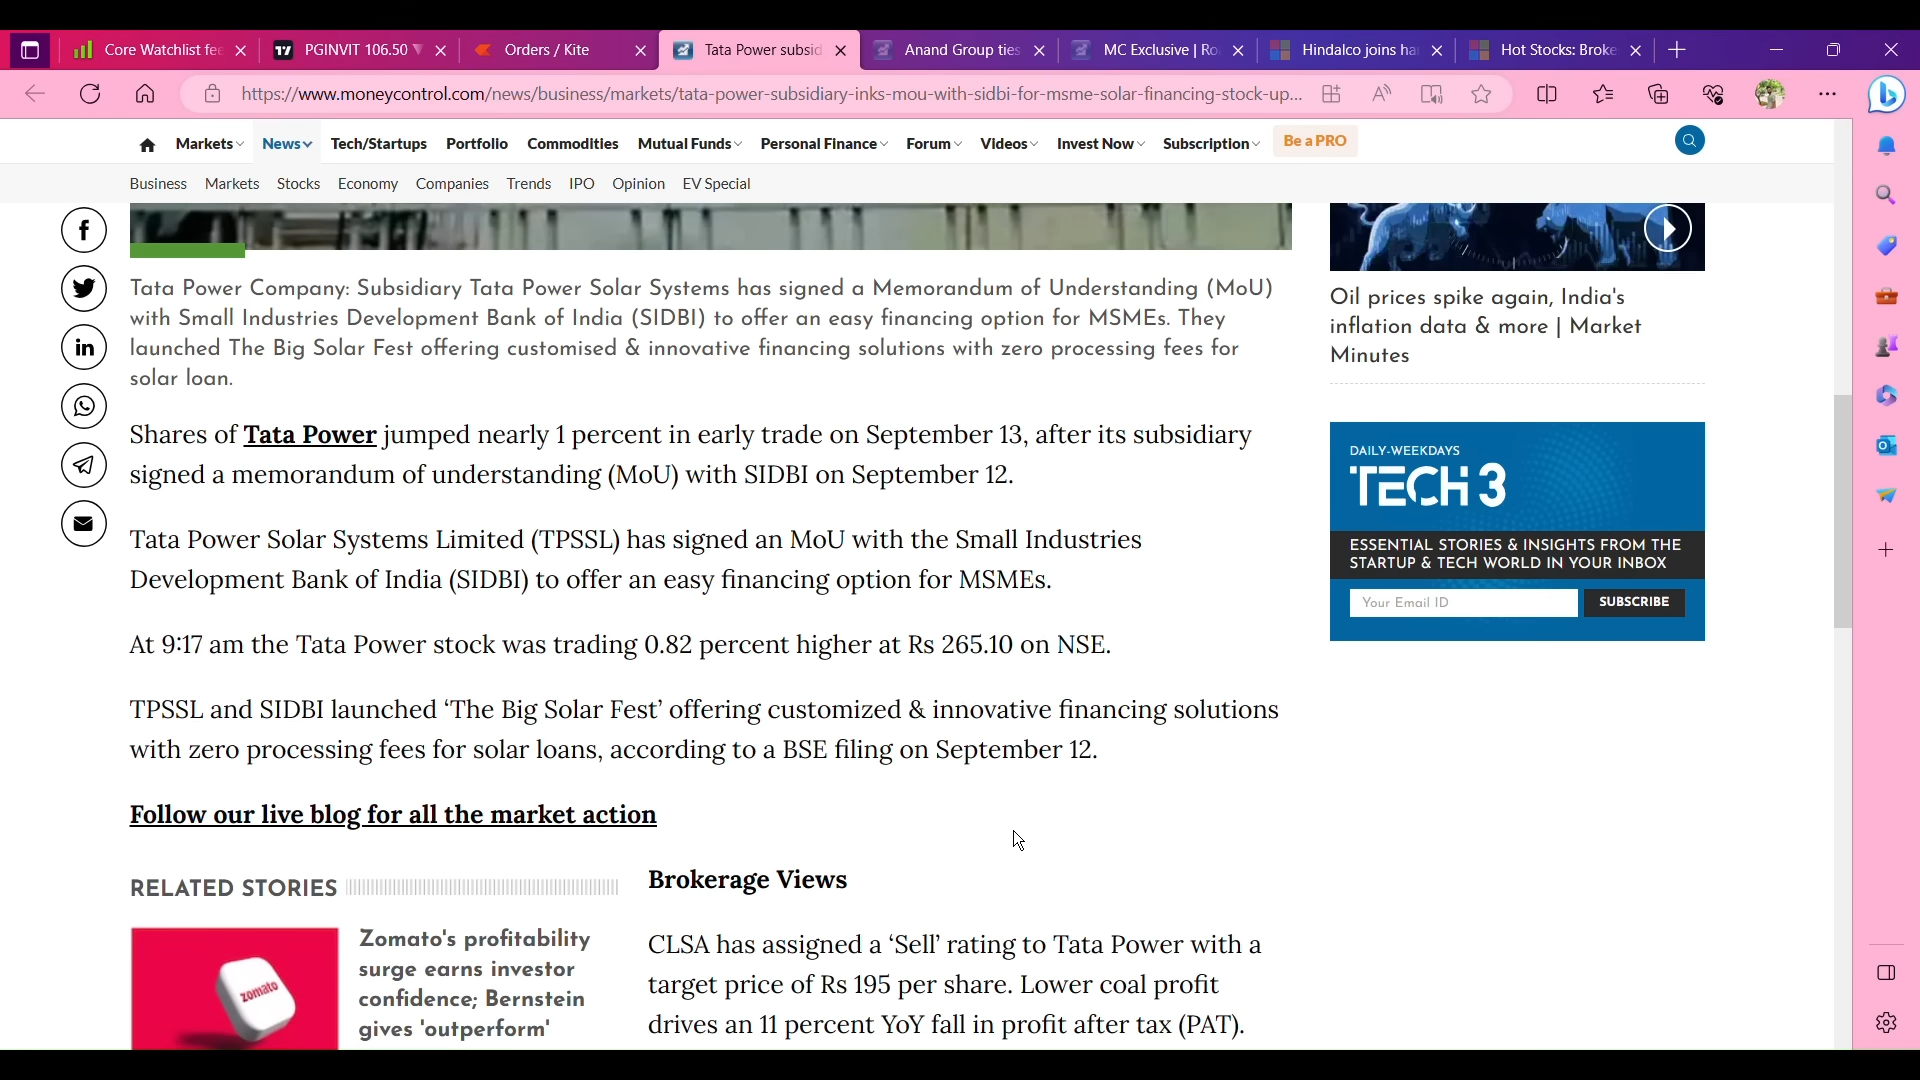 Core Watchlist fe
PGINVIT 106.50
Orders / Kite
Tata Power subsid
Anand Group ties
MC Exclusive | Ro
Hindalco joins ha
Hot Stocks: Broke
https://www.moneycontrol.com/news/business/markets/tata-power-subsidiary-inks-mou-with-sidbi-for-msme-solar-financing-stock-up...
Markets News Tech/Startups Portfolio Commodities Mutual Funds Personal Finance Forum Videos Invest Now Subscription Be a PRO
Business Markets Stocks Economy Companies Trends IPO Opinion EV Special
Tata Power Company: Subsidiary Tata Power Solar Systems has signed a Memorandum of Understanding (MoU)
with Small Industries Development Bank of India (SIDBI) to offer an easy financing option for MSMEs. They
launched The Big Solar Fest offering customised & innovative financing solutions with zero processing fees for
solar loan.
Shares of Tata Power jumped nearly 1 percent in early trade on September 13, after its subsidiary
signed a memorandum of understanding (MoU) with SIDBI on September 12.
Tata Power Solar Systems Limited (TPSSL) has signed an MoU with the Small Industries
Development Bank of India (SIDBI) to offer an easy financing option for MSMEs.
At 9:17 am the Tata Power stock was trading 0.82 percent higher at Rs 265.10 on NSE.
TPSSL and SIDBI launched ‘The Big Solar Fest’ offering customized & innovative financing solutions
with zero processing fees for solar loans, according to a BSE filing on September 12.
Follow our live blog for all the market action
RELATED STORIES
zomato
Zomato's profitability
surge earns investor
confidence; Bernstein
gives 'outperform'
Brokerage Views
CLSA has assigned a ‘Sell’ rating to Tata Power with a
target price of Rs 195 per share. Lower coal profit
drives an 11 percent YoY fall in profit after tax (PAT).
Oil prices spike again, India's
inflation data & more | Market
Minutes
DAILY-WEEKDAYS
TECH 3
ESSENTIAL STORIES & INSIGHTS FROM THE
STARTUP & TECH WORLD IN YOUR INBOX
Your Email ID
SUBSCRIBE